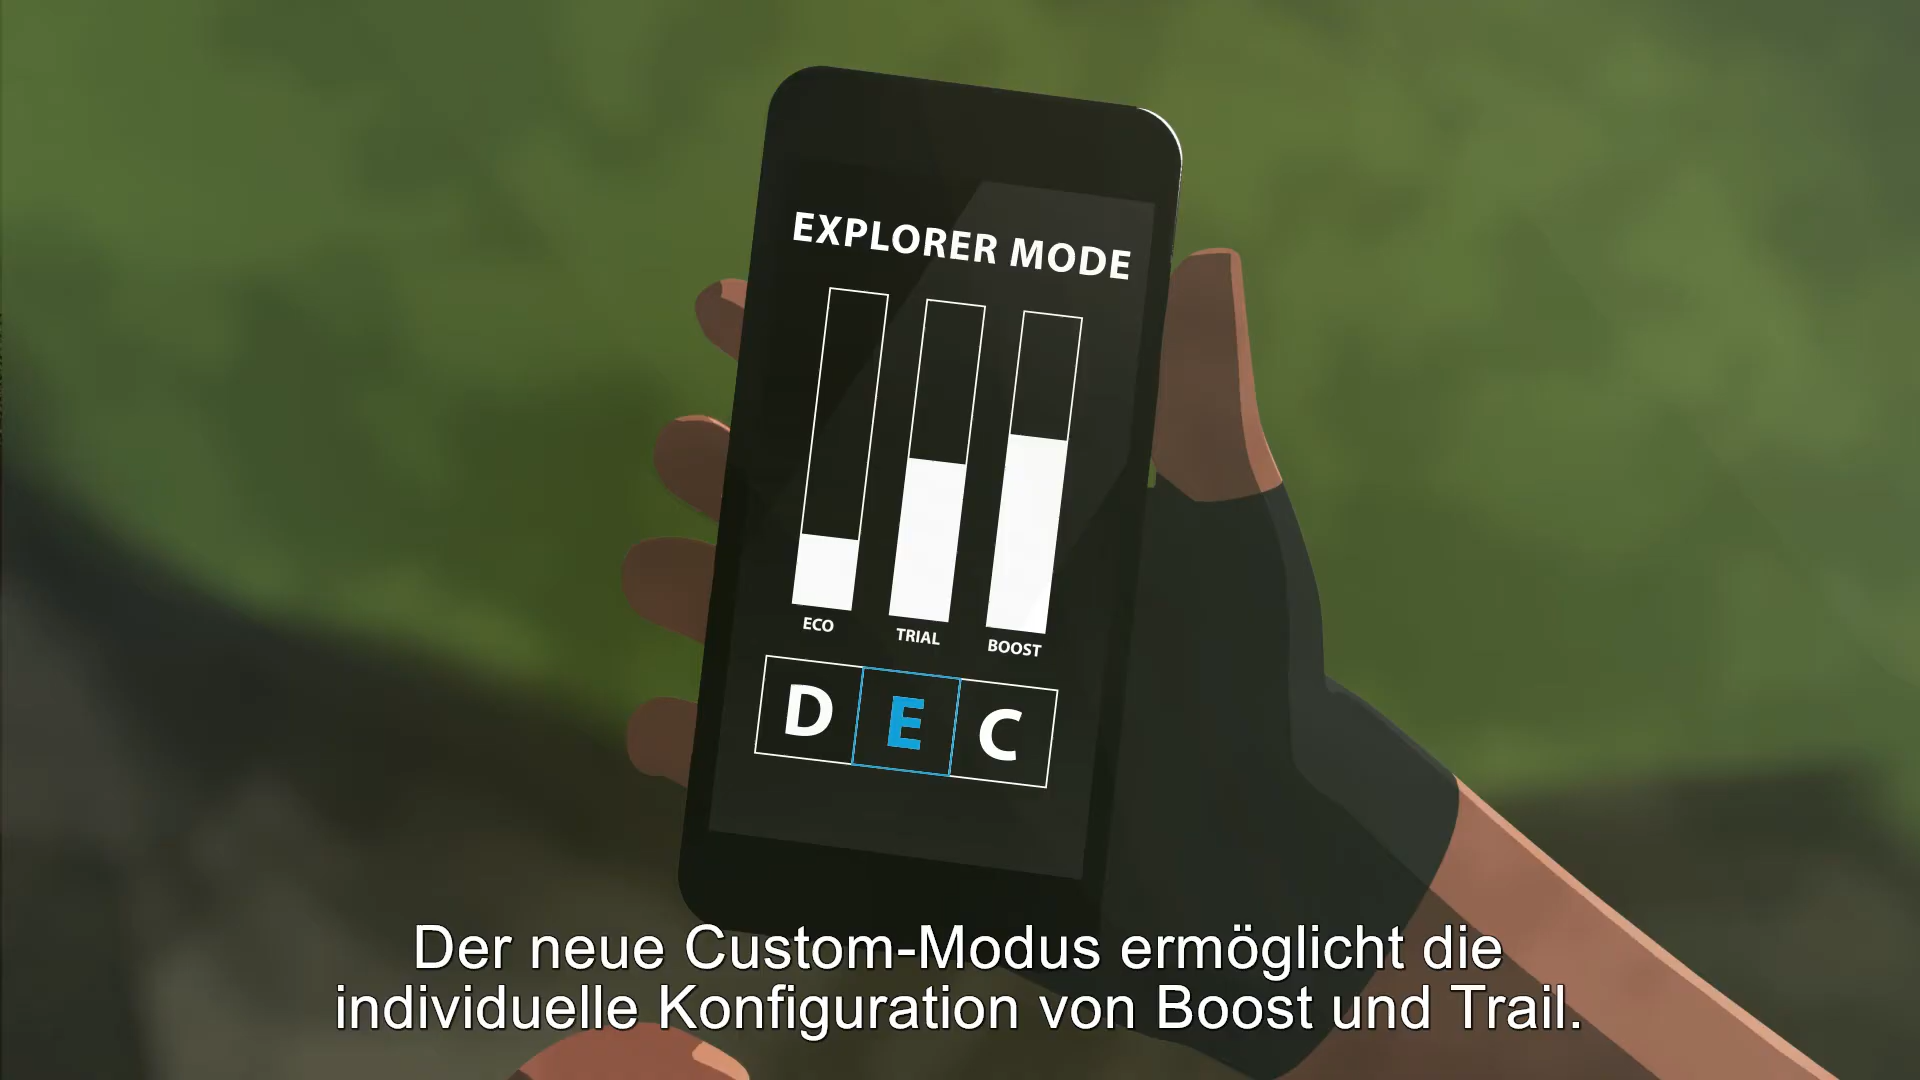 EXPLORER MODE
ECO
TRIAL
BOOST
D E C
Der neue Custom-Modus ermöglicht die
individuelle Konfiguration von Boost und Trail.